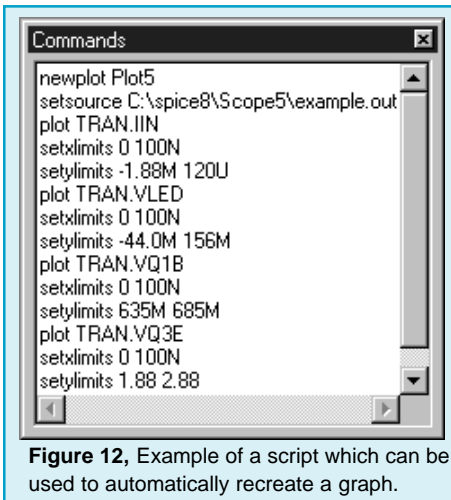 Commands
newplot Plot5
setsource C:\spice8\Scope5\example.out
plot TRAN.IIN
setxlimits 0 100N
setylimits -1.88M 120U
plot TRAN.VLED
setxlimits 0 100N
setylimits -44.0M 156M
plot TRAN.VQ1B
setxlimits 0 100N
setylimits 635M 685M
plot TRAN.VQ3E
setxlimits 0 100N
setylimits 1.88 2.88
Figure 12, Example of a script which can be
used to automatically recreate a graph.